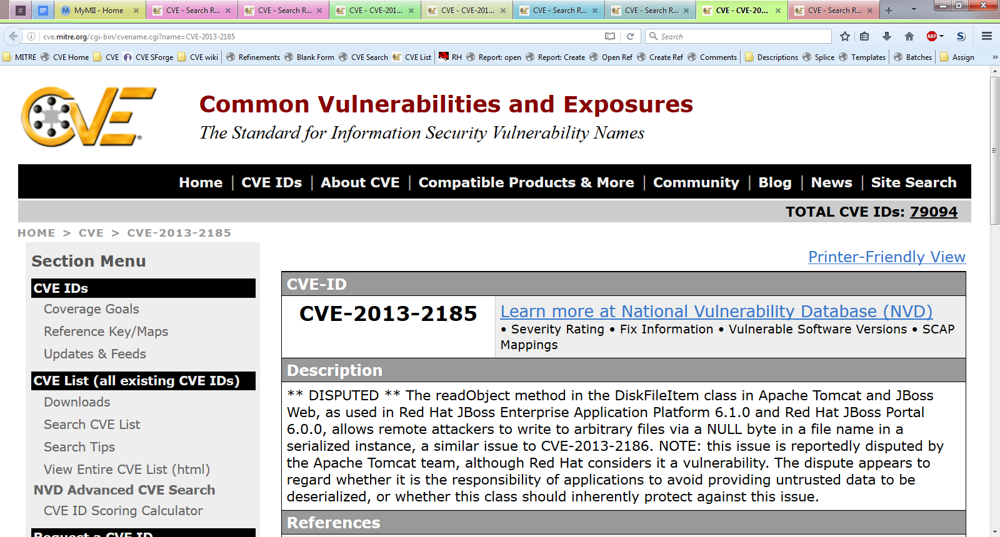 #
MyMII - Home
CVE - Search R...
CVE - Search R...
CVE - CVE-201...
CVE - CVE-201...
CVE - Search R...
CVE - Search R...
CVE - CVE-20...
CVE - Search R...
cve.mitre.org/cgi-bin/cvename.cgi?name=CVE-2013-2185
Search
ABP
S
MITRE CVE Home CVE CVE SForge CVE wiki Refinements Blank Form CVE Search CVE List RH Report: open Report: Create Open Ref Create Ref Comments Descriptions Splice Templates Batches Assign »
CVE
Common Vulnerabilities and Exposures
The Standard for Information Security Vulnerability Names
Home | CVE IDs | About CVE | Compatible Products & More | Community | Blog | News | Site Search
TOTAL CVE IDs: 79094
HOME > CVE > CVE-2013-2185
Section Menu
CVE IDs
Coverage Goals
Reference Key/Maps
Updates & Feeds
CVE List (all existing CVE IDs)
Downloads
Search CVE List
Search Tips
View Entire CVE List (html)
NVD Advanced CVE Search
CVE ID Scoring Calculator
Request a CVE ID
Printer-Friendly View
CVE-ID
CVE-2013-2185
Learn more at National Vulnerability Database (NVD)
• Severity Rating • Fix Information • Vulnerable Software Versions • SCAP
Mappings
Description
** DISPUTED ** The readObject method in the DiskFileItem class in Apache Tomcat and JBoss
Web, as used in Red Hat JBoss Enterprise Application Platform 6.1.0 and Red Hat JBoss Portal
6.0.0, allows remote attackers to write to arbitrary files via a NULL byte in a file name in a
serialized instance, a similar issue to CVE-2013-2186. NOTE: this issue is reportedly disputed by
the Apache Tomcat team, although Red Hat considers it a vulnerability. The dispute appears to
regard whether it is the responsibility of applications to avoid providing untrusted data to be
deserialized, or whether this class should inherently protect against this issue.
References